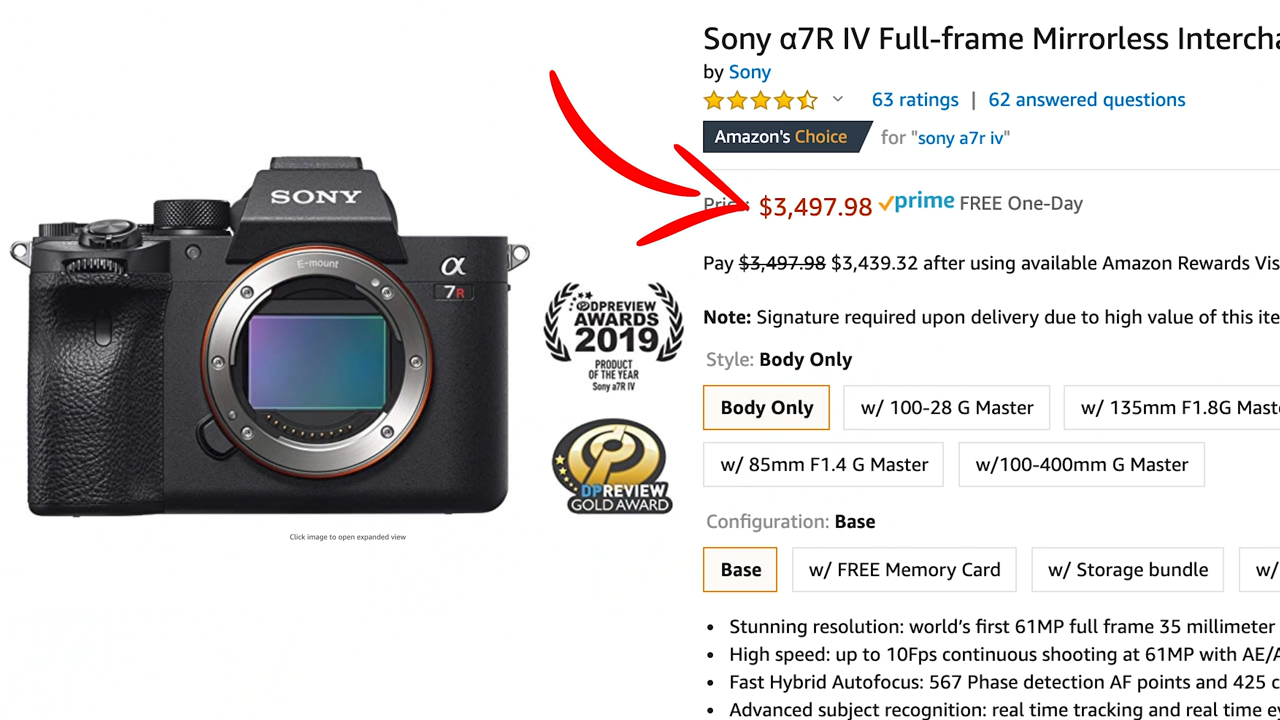 Sony α7R IV Full-frame Mirrorless Intercha
by Sony
63 ratings | 62 answered questions
Amazon's Choice for "sony a7r iv"
Price: $3,497.98 prime FREE One-Day
Pay $3,497.98 $3,439.32 after using available Amazon Rewards Vis
Note: Signature required upon delivery due to high value of this ite
Style: Body Only
Body Only
w/ 100-28 G Master
w/ 135mm F1.8G Mast
w/ 85mm F1.4 G Master
w/100-400mm G Master
Configuration: Base
Base
w/ FREE Memory Card
w/ Storage bundle
w/
• Stunning resolution: world’s first 61MP full frame 35 millimeter
• High speed: up to 10Fps continuous shooting at 61MP with AE/A
• Fast Hybrid Autofocus: 567 Phase detection AF points and 425 c
• Advanced subject recognition: real time tracking and real time ey
SONY
E-mount
α
7R
DPREVIEW
AWARDS
2019
PRODUCT
OF THE YEAR
Sony a7R IV
DPREVIEW
GOLD AWARD
Click image to open expanded view